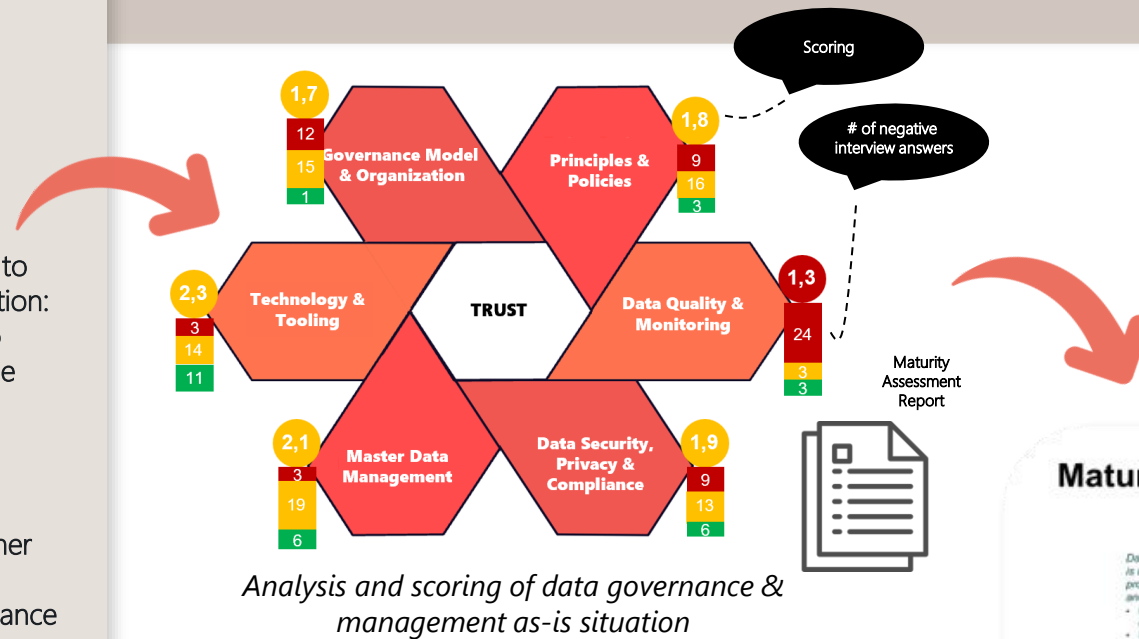 Scoring
# of negative
interview answers
1,7
12
15
1
Governance Model
& Organization
1,8
9
16
3
Principles &
Policies
to
tion:
e
2,3
3
14
11
Technology &
Tooling
TRUST
Data Quality &
Monitoring
1,3
24
3
3
Maturity
Assessment
Report
2,1
3
19
6
Master Data
Management
Data Security,
Privacy &
Compliance
1,9
9
13
6
Matur
ner
ance
Analysis and scoring of data governance &
management as-is situation